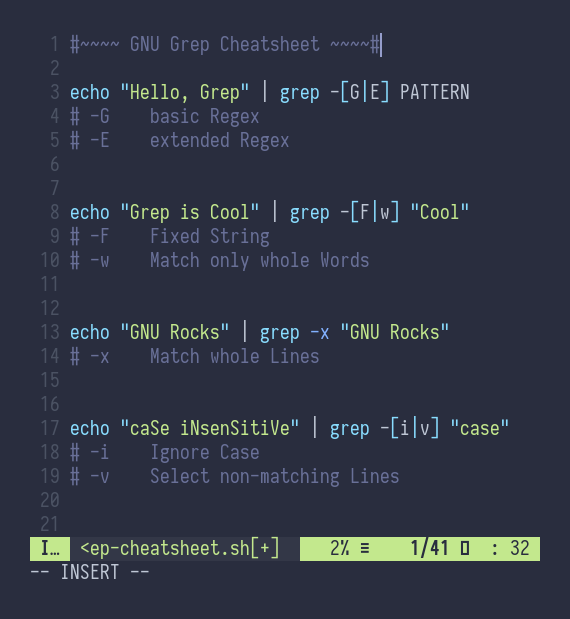 1 #~~~~ GNU Grep Cheatsheet ~~~~#
2
3 echo "Hello, Grep" | grep -[G|E] PATTERN
4 # -G    basic Regex
5 # -E    extended Regex
6
7
8 echo "Grep is Cool" | grep -[F|w] "Cool"
9 # -F    Fixed String
10 # -w    Match only whole Words
11
12
13 echo "GNU Rocks" | grep -x "GNU Rocks"
14 # -x    Match whole Lines
15
16
17 echo "caSe iNsenSitiVe" | grep -[i|v] "case"
18 # -i    Ignore Case
19 # -v    Select non-matching Lines
20
21
I… <ep-cheatsheet.sh[+] 2% ≡ 1/41 : 32
-- INSERT --